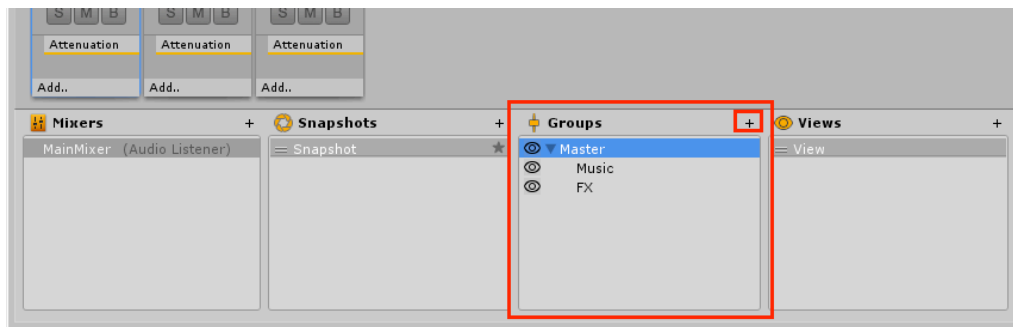 S M B S M B S M B
Attenuation Attenuation Attenuation
Add.. Add.. Add..
Mixers + Snapshots + Groups + Views +
MainMixer (Audio Listener) Snapshot Master View
Music
FX